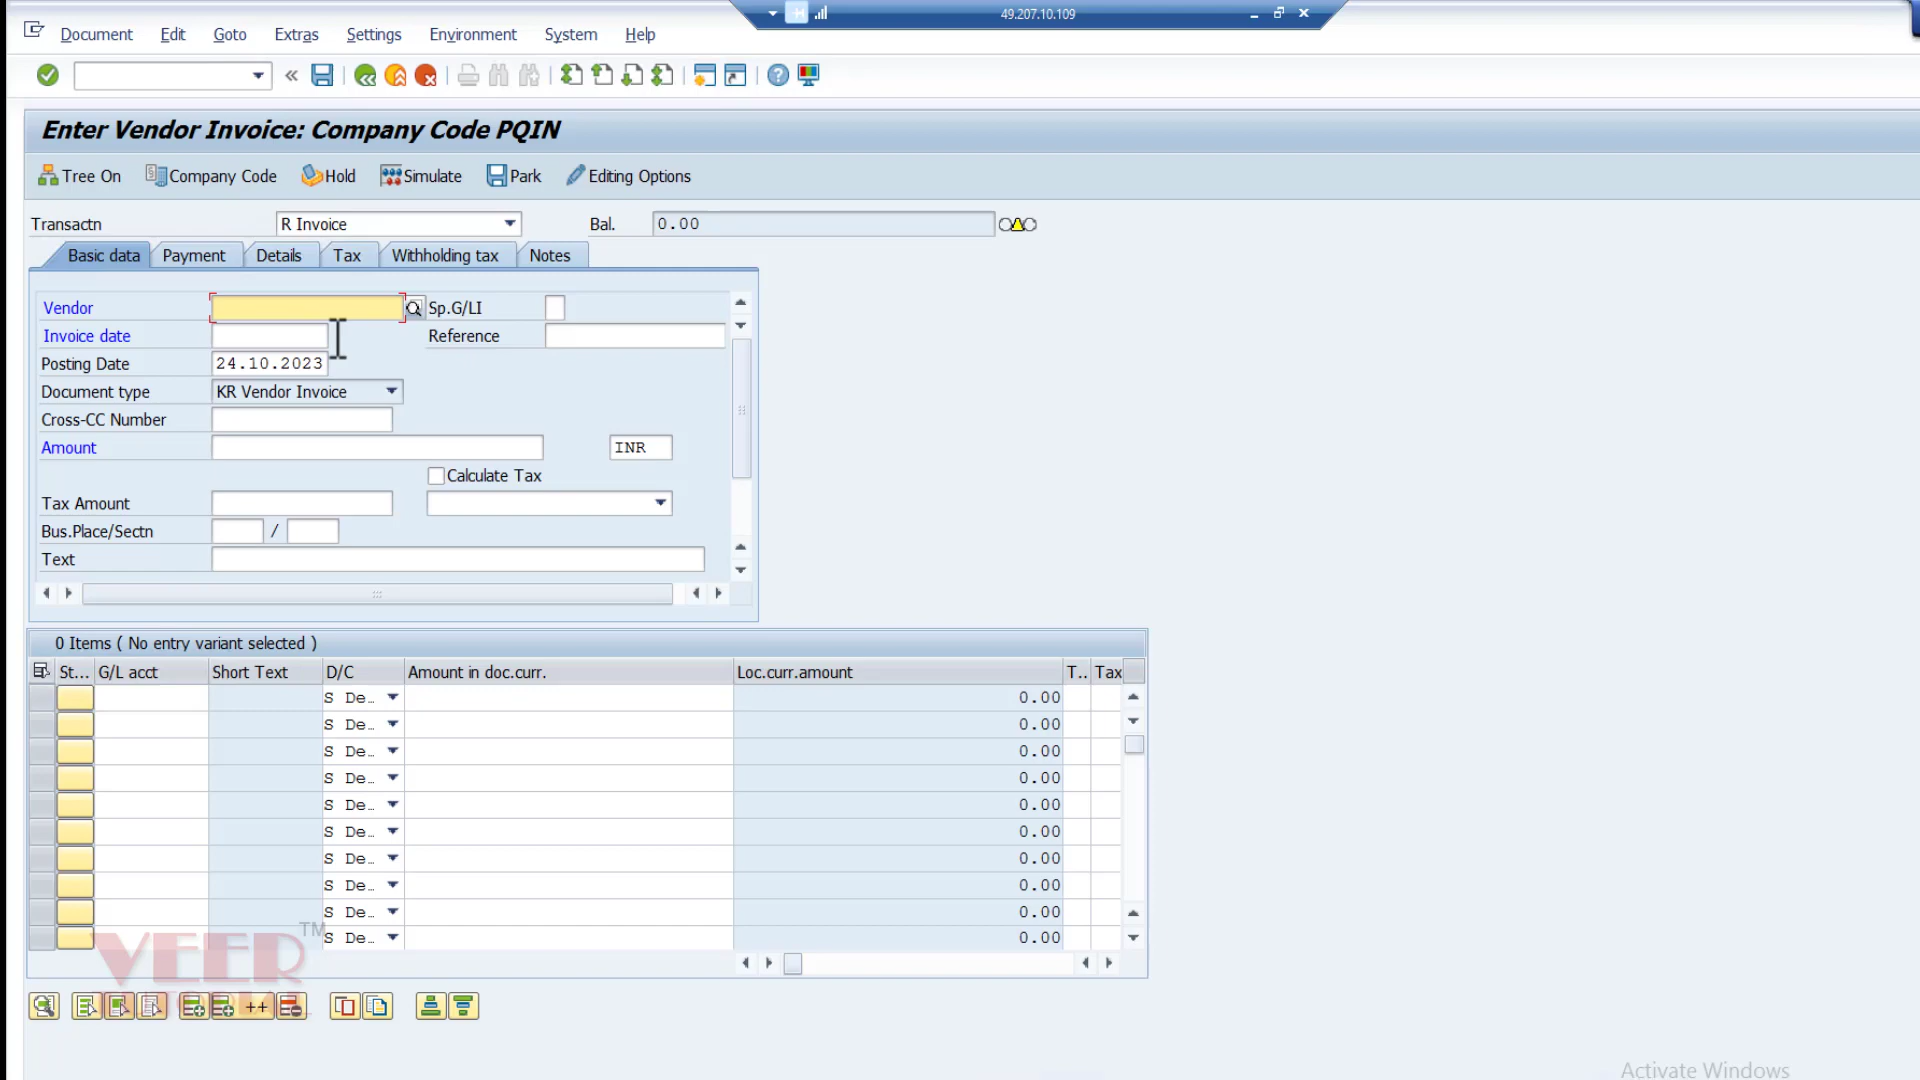 49.207.10.109
Document Edit Goto Extras Settings Environment System Help
Enter Vendor Invoice: Company Code PQIN
Tree On Company Code Hold Simulate Park Editing Options
Transactn R Invoice Bal. 0.00
Basic data Payment Details Tax Withholding tax Notes
Vendor Sp.G/LI
Invoice date Reference
Posting Date 24.10.2023
Document type KR Vendor Invoice
Cross-CC Number
Amount INR
Calculate Tax
Tax Amount
Bus.Place/Sectn /
Text
0 Items ( No entry variant selected )
St... G/L acct Short Text D/C Amount in doc.curr. Loc.curr.amount T.. Tax
S De… 0.00
S De… 0.00
S De… 0.00
S De… 0.00
S De… 0.00
S De… 0.00
S De… 0.00
S De… 0.00
S De… 0.00
S De… 0.00
VEER TM
++
Activate Windows